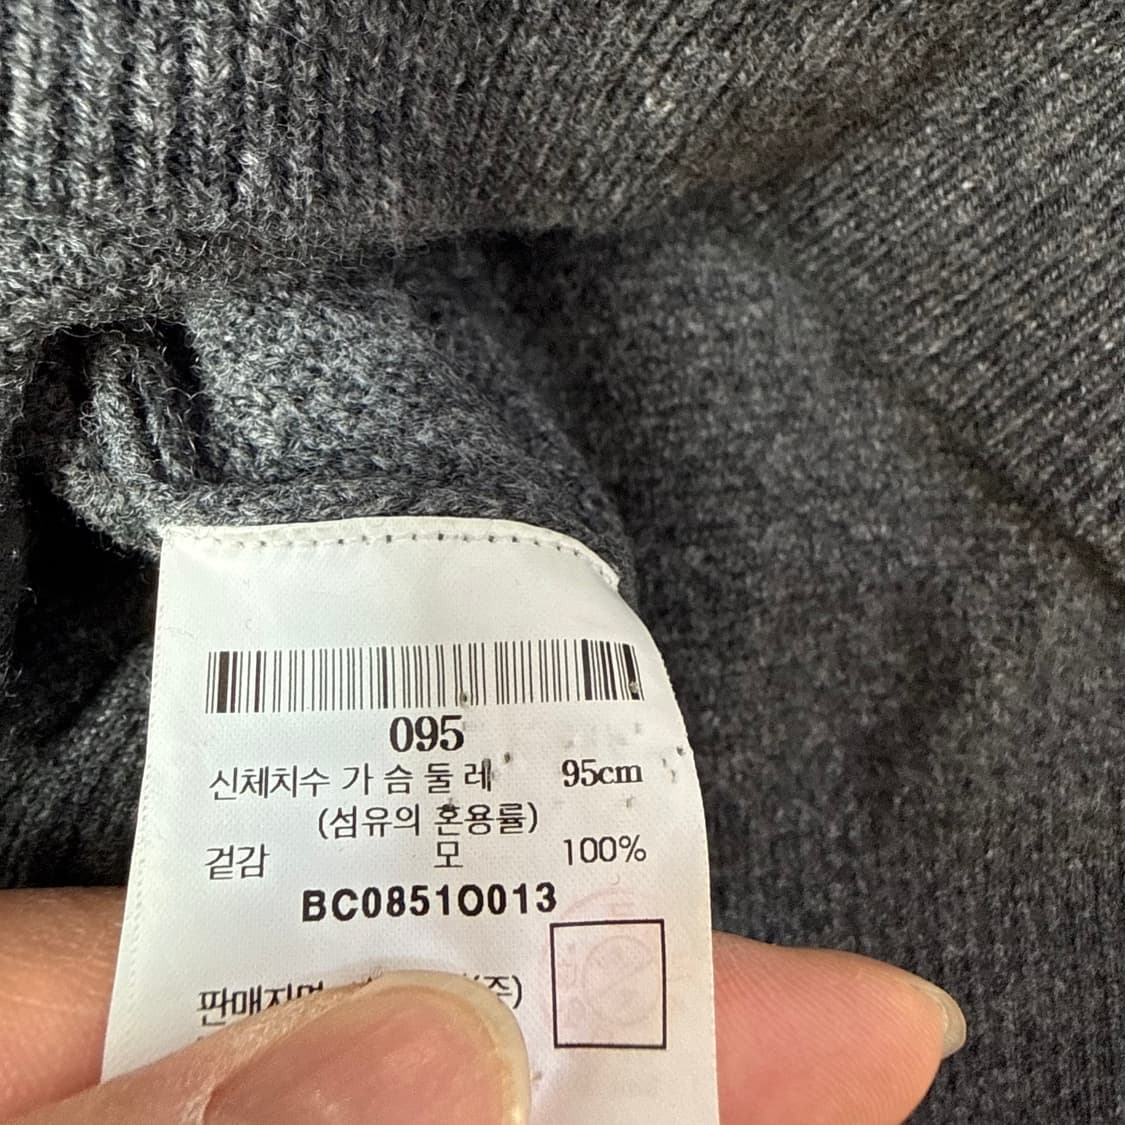 095
신체치수 가 슴 둘 레 95cm
(섬유의 혼용률)
겉감 모 100%
BC0851O013
(주)